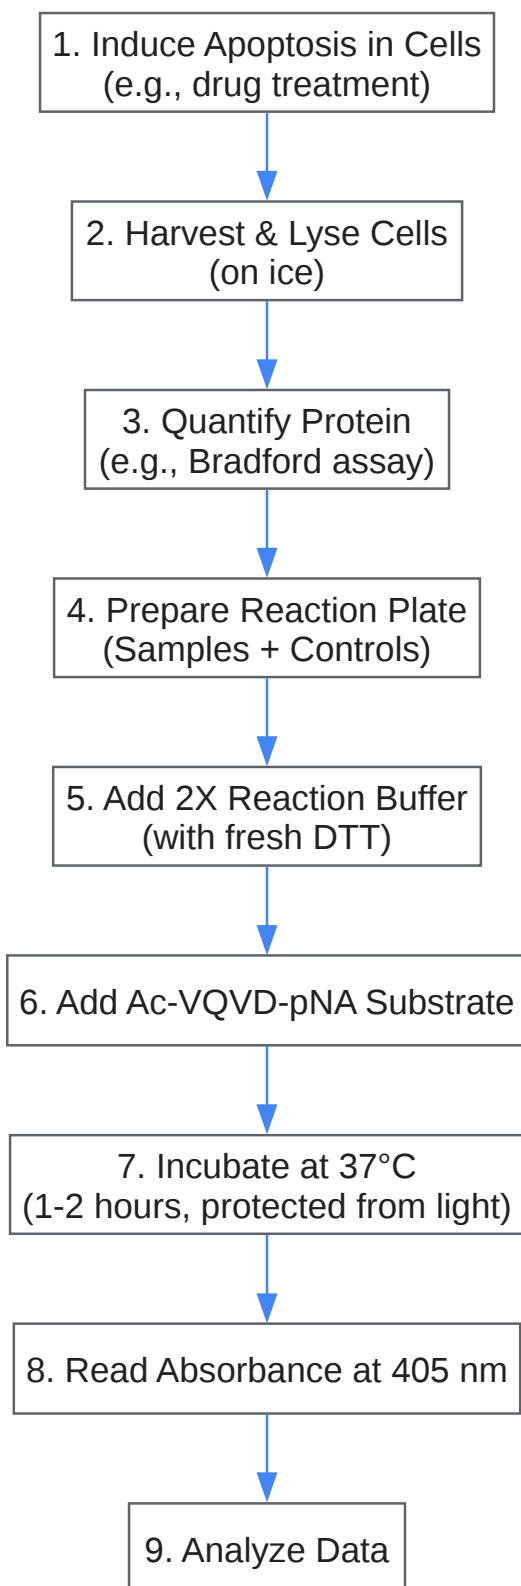 1. Induce Apoptosis in Cells
(e.g., drug treatment)
2. Harvest & Lyse Cells
(on ice)
3. Quantify Protein
(e.g., Bradford assay)
4. Prepare Reaction Plate
(Samples + Controls)
5. Add 2X Reaction Buffer
(with fresh DTT)
6. Add Ac-VQVD-pNA Substrate
7. Incubate at 37°C
(1-2 hours, protected from light)
8. Read Absorbance at 405 nm
9. Analyze Data